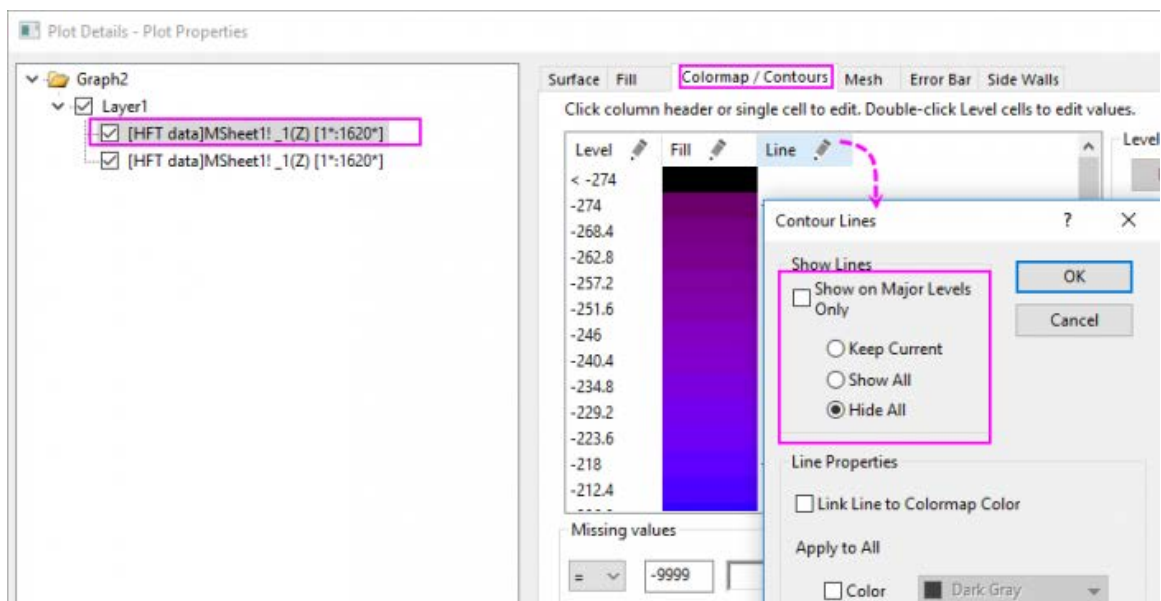 Plot Details - Plot Properties
Graph2
Layer1
[HFT data]MSheet1! _1(Z) [1*:1620*]
[HFT data]MSheet1! _1(Z) [1*:1620*]
Surface Fill Colormap / Contours Mesh Error Bar Side Walls
Click column header or single cell to edit. Double-click Level cells to edit values.
Level Fill Line
Level
< -274
-274
-268.4
-262.8
-257.2
-251.6
-246
-240.4
-234.8
-229.2
-223.6
-218
-212.4
Missing values
= -9999
Contour Lines ?
Show Lines
Show on Major Levels
Only
Keep Current
Show All
Hide All
OK
Cancel
Line Properties
Link Line to Colormap Color
Apply to All
Color Dark Gray